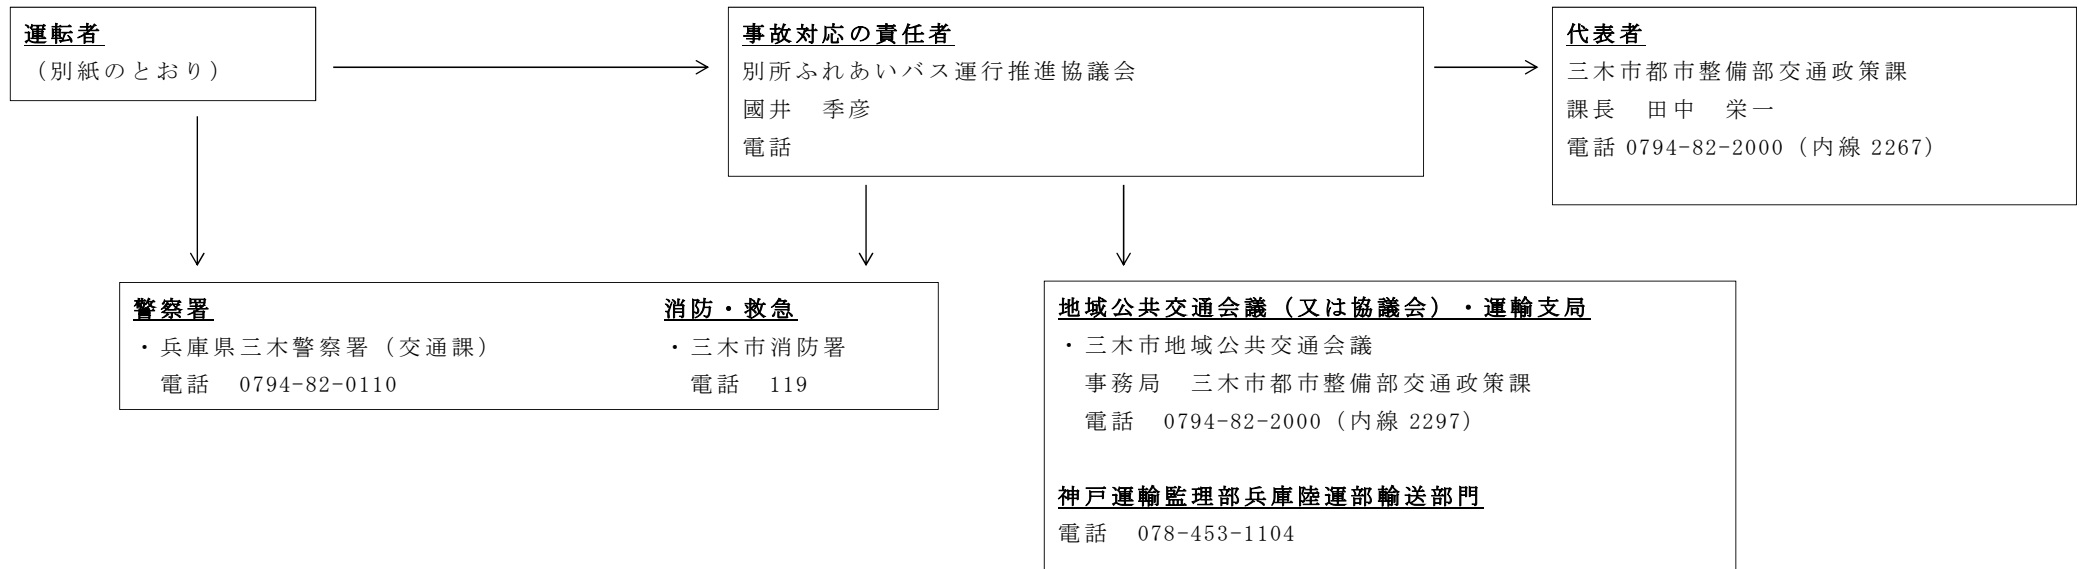 運転者
（別紙のとおり）
事故対応の責任者
別所ふれあいバス運行推進協議会
國井　季彦
電話
代表者
三木市都市整備部交通政策課
課長　田中　栄一
電話 0794-82-2000（内線 2267）
警察署
・兵庫県三木警察署（交通課）
電話　0794-82-0110
消防・救急
・三木市消防署
電話　119
地域公共交通会議（又は協議会）・運輸支局
・三木市地域公共交通会議
事務局　三木市都市整備部交通政策課
電話　0794-82-2000（内線 2297）
神戸運輸監理部兵庫陸運部輸送部門
電話　078-453-1104